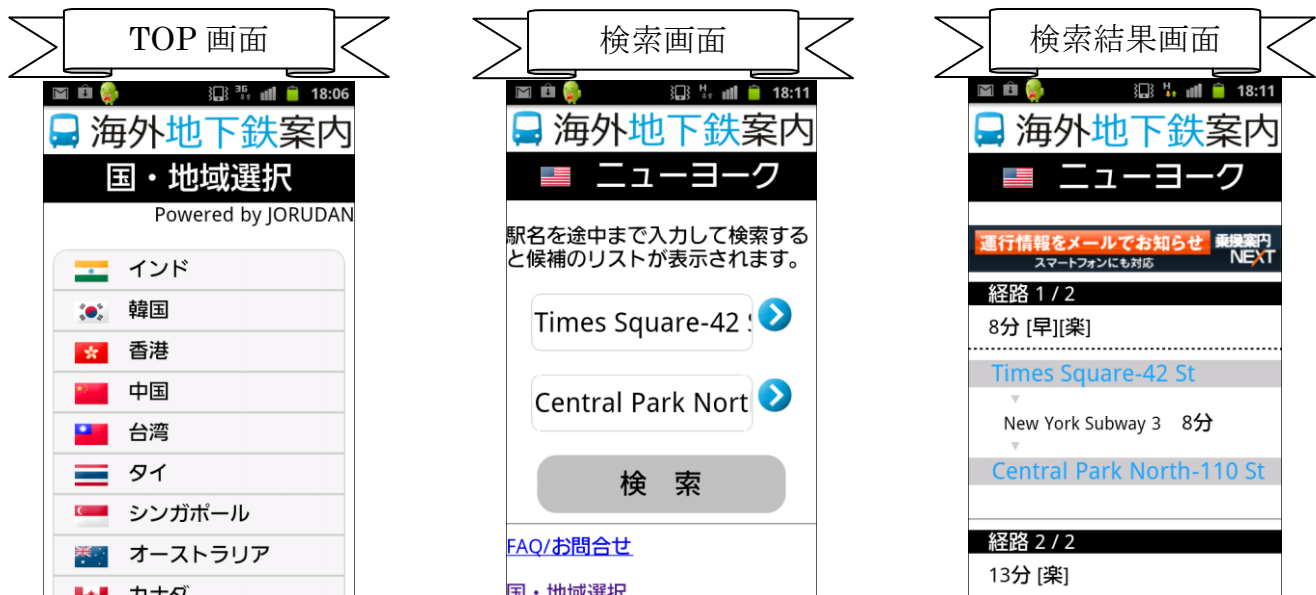 TOP 画面
18:06
海外地下鉄案内
国・地域選択
Powered by JORUDAN
インド
韓国
香港
中国
台湾
タイ
シンガポール
オーストラリア
カナダ
検索画面
18:11
海外地下鉄案内
ニューヨーク
駅名を途中まで入力して検索する
と候補のリストが表示されます。
Times Square-42
Central Park Nort
検 索
FAQ/お問合せ
国・地域選択
検索結果画面
18:11
海外地下鉄案内
ニューヨーク
運行情報をメールでお知らせ
スマートフォンにも対応
乗換案内
NEXT
経路 1 / 2
8分 [早][楽]
Times Square-42 St
New York Subway 3 8分
Central Park North-110 St
経路 2 / 2
13分 [楽]